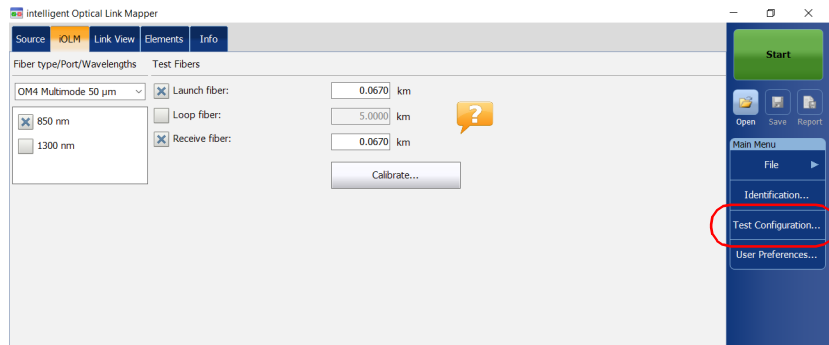 intelligent Optical Link Mapper
Source iOLM Link View Elements Info
Fiber type/Port/Wavelengths Test Fibers
OM4 Multimode 50 µm
850 nm
1300 nm
Launch fiber: 0.0670 km
Loop fiber: 5.0000 km
Receive fiber: 0.0670 km
?
Calibrate...
Start
Open Save Report
Main Menu
File
Identification...
Test Configuration...
User Preferences...